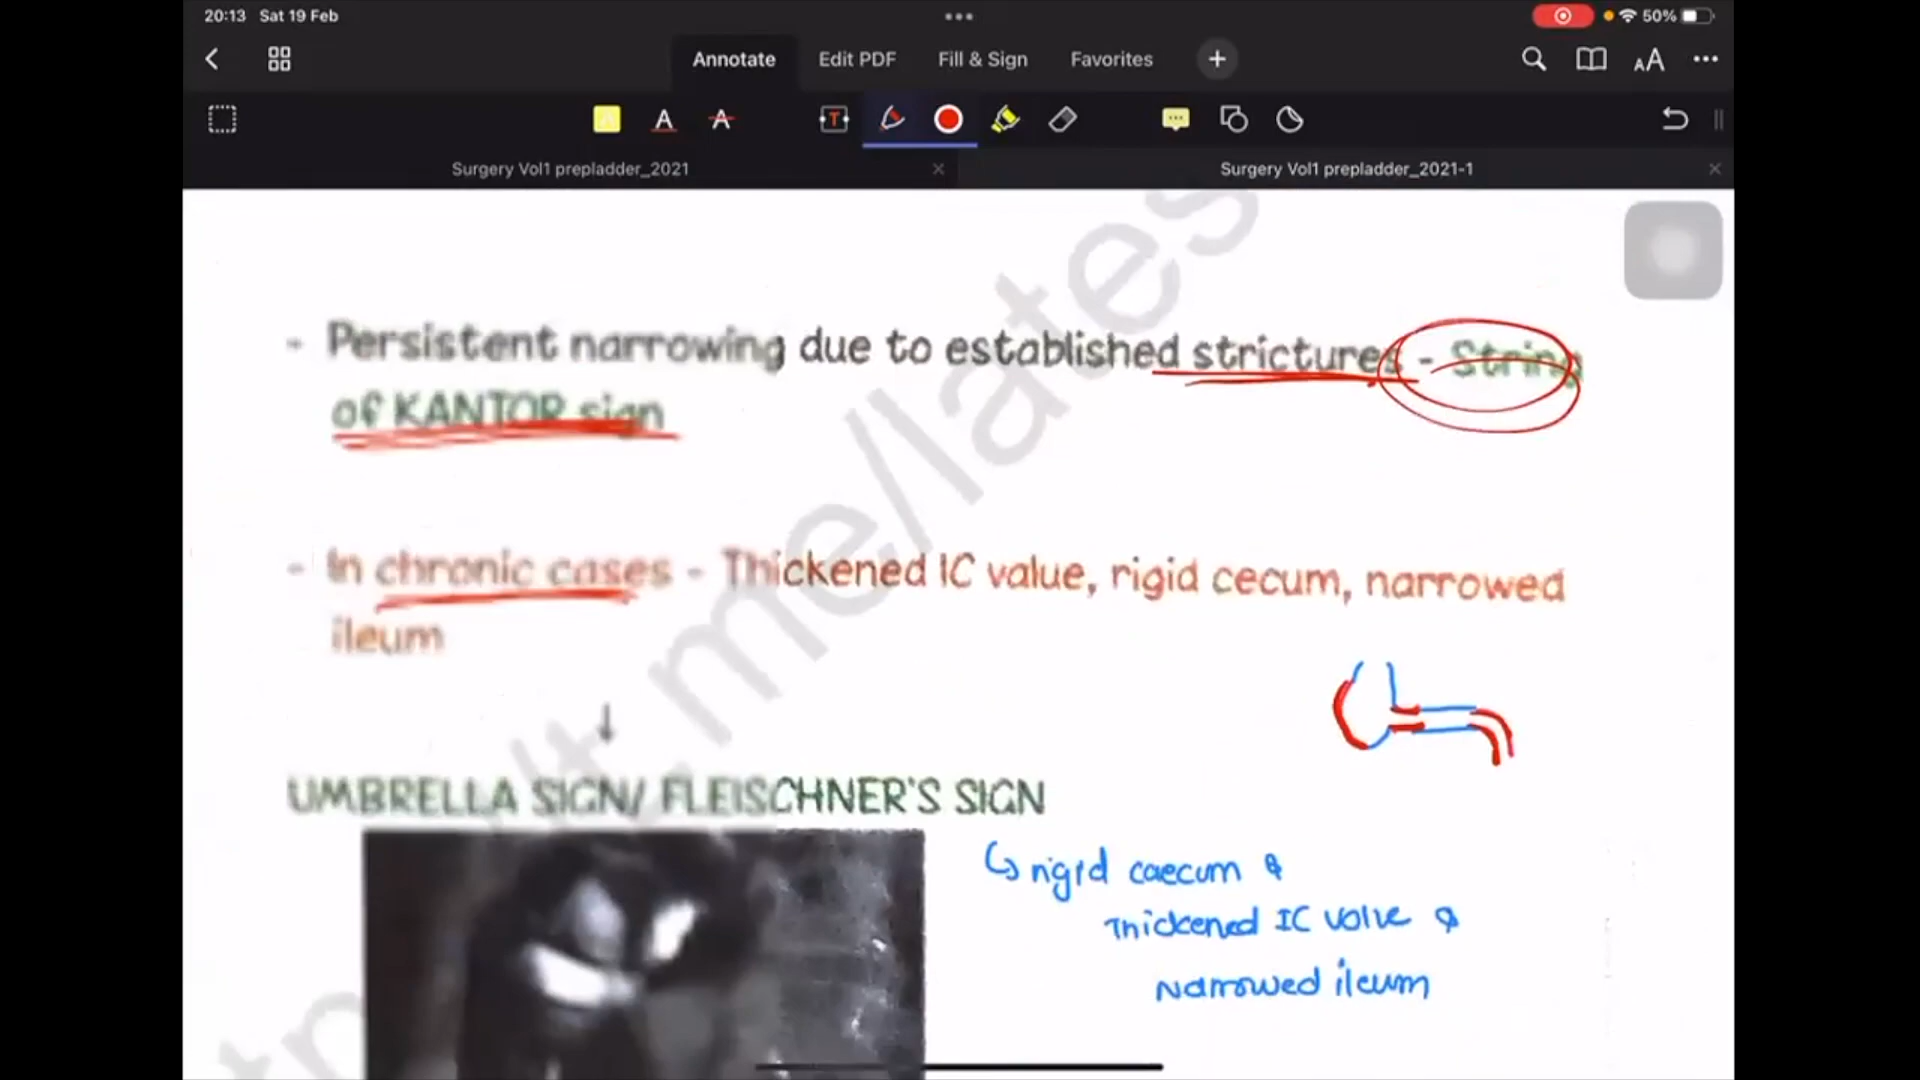 20:13 Sat 19 Feb
50%
Annotate Edit PDF Fill & Sign Favorites
Surgery Vol1 prepladder_2021
Surgery Vol1 prepladder_2021-1
- Persistent narrowing due to established strictures - String
of KANTOR sign
- In chronic cases - Thickened IC value, rigid cecum, narrowed
ileum
↓
UMBRELLA SIGN/ FLEISCHNER'S SIGN
rigid caecum &
Thickened IC valve &
Narrowed ileum
t.me/lates